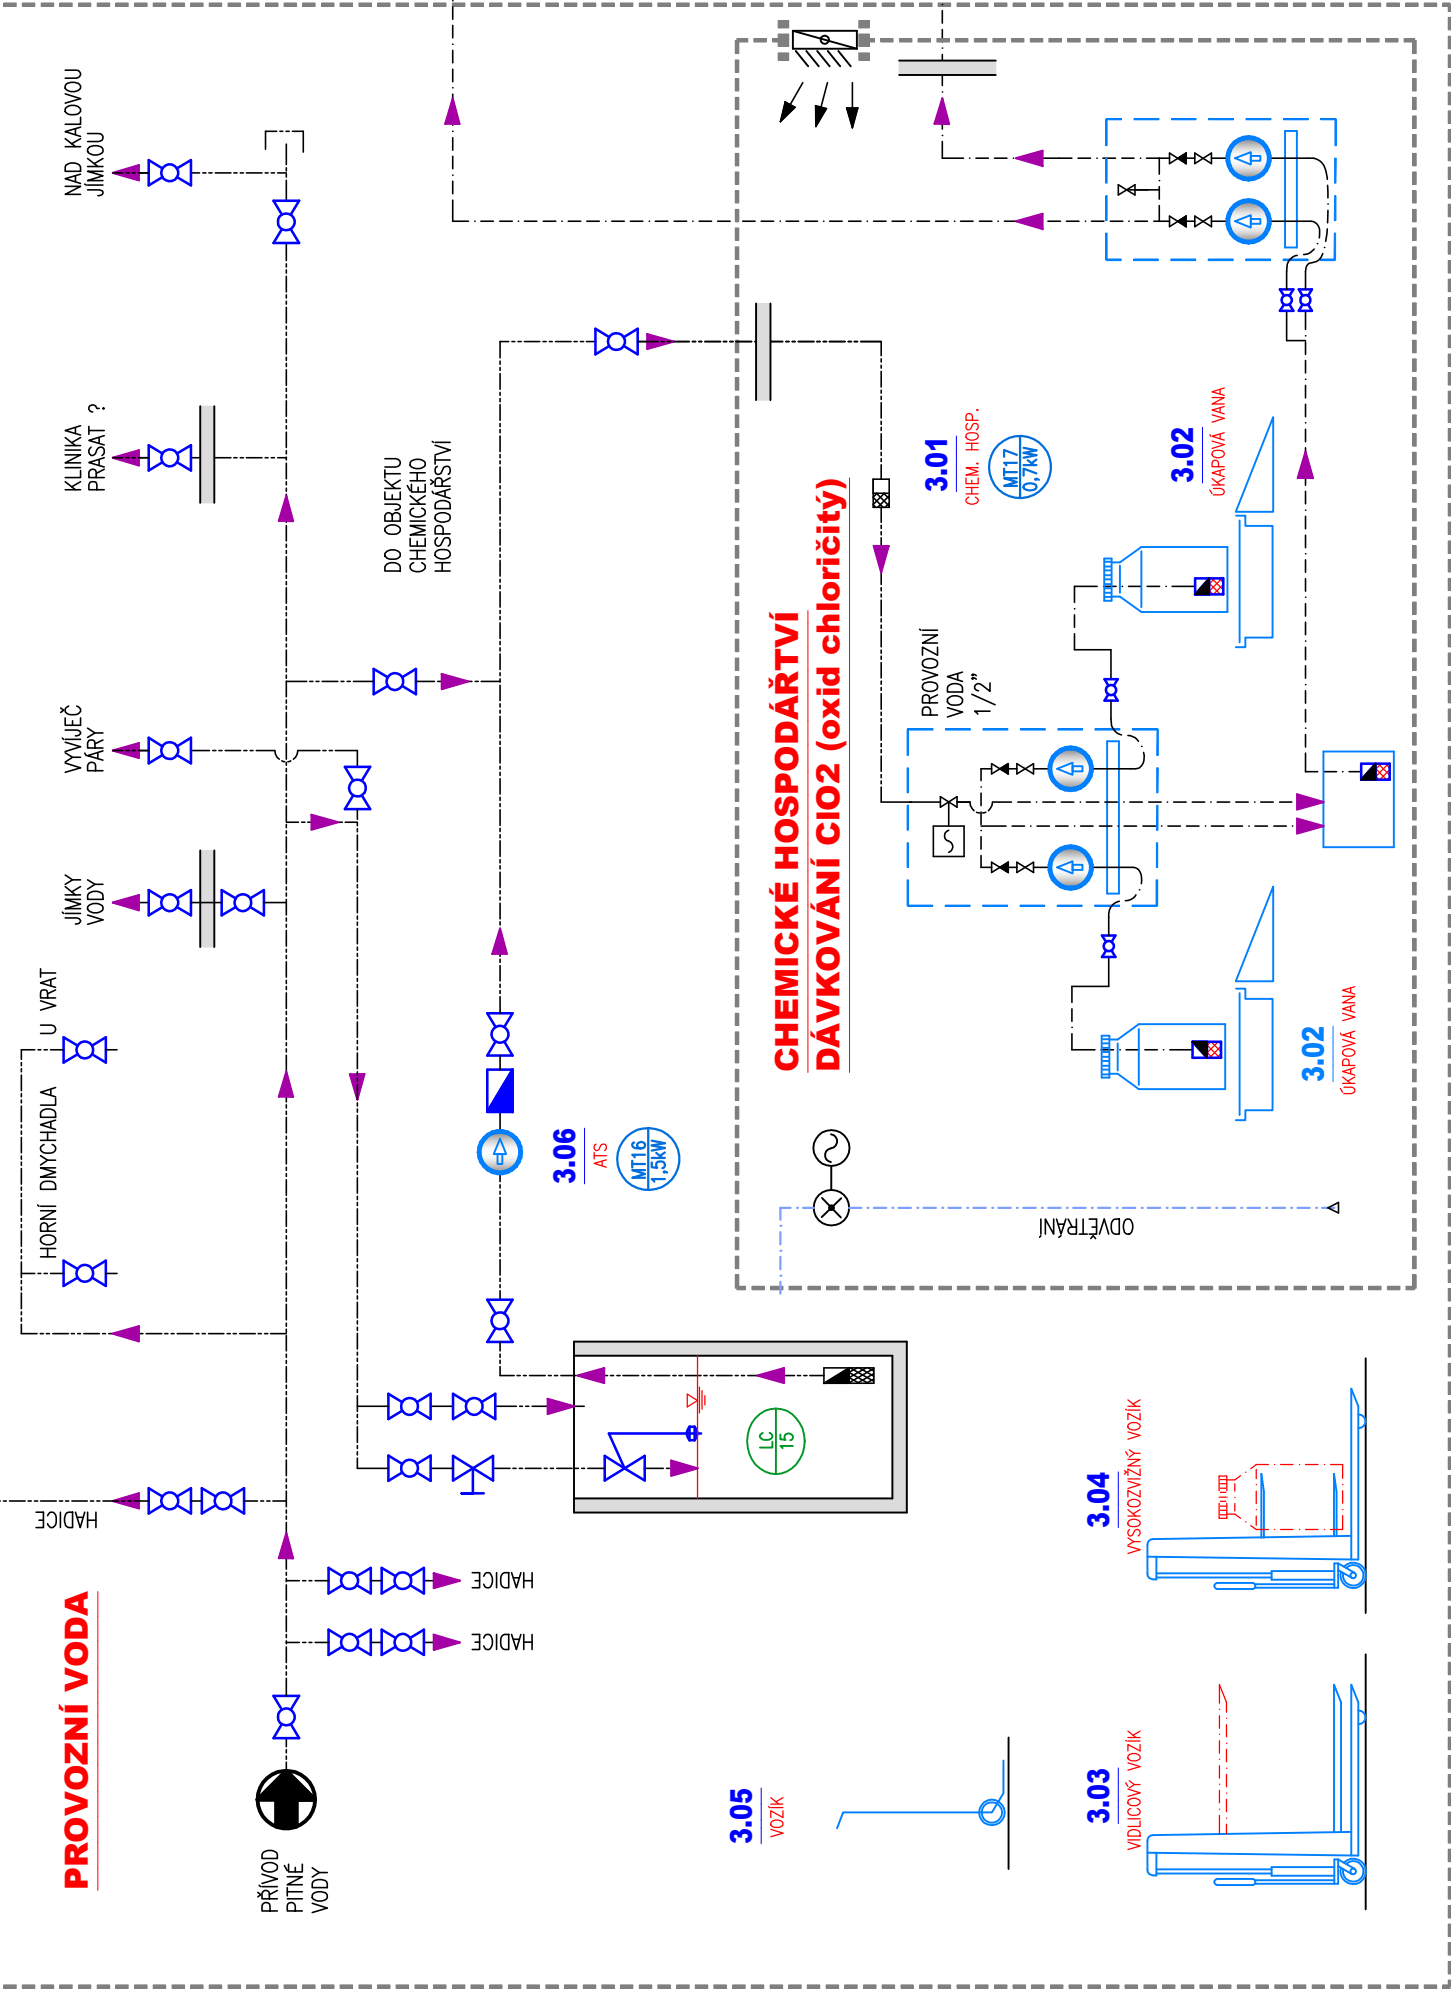 PROVOZNÍ VODA
PŘÍVOD
PITNÉ
VODY
HADICE
HADICE
HADICE
HORNÍ DMYCHADLA
U VRAT
JÍMKY
VODY
VYVÍJEČ
PÁRY
KLINIKA
PRASAT ?
NAD KALOVOU
JÍMKOU
DO OBJEKTU
CHEMICKÉHO
HOSPODÁŘSTVÍ
3.06
ATS
MT16
1,5kW
LC
15
CHEMICKÉ HOSPODÁŘTVÍ
DÁVKOVÁNÍ ClO2 (oxid chloričitý)
3.01
CHEM. HOSP.
MT17
0,7kW
PROVOZNÍ
VODA
1/2"
3.02
ÚKAPOVÁ VANA
3.02
ÚKAPOVÁ VANA
ODVĚTRÁNÍ
3.05
VOZÍK
3.03
VIDLICOVÝ VOZÍK
3.04
VYSOKOZVIŽNÝ VOZÍK